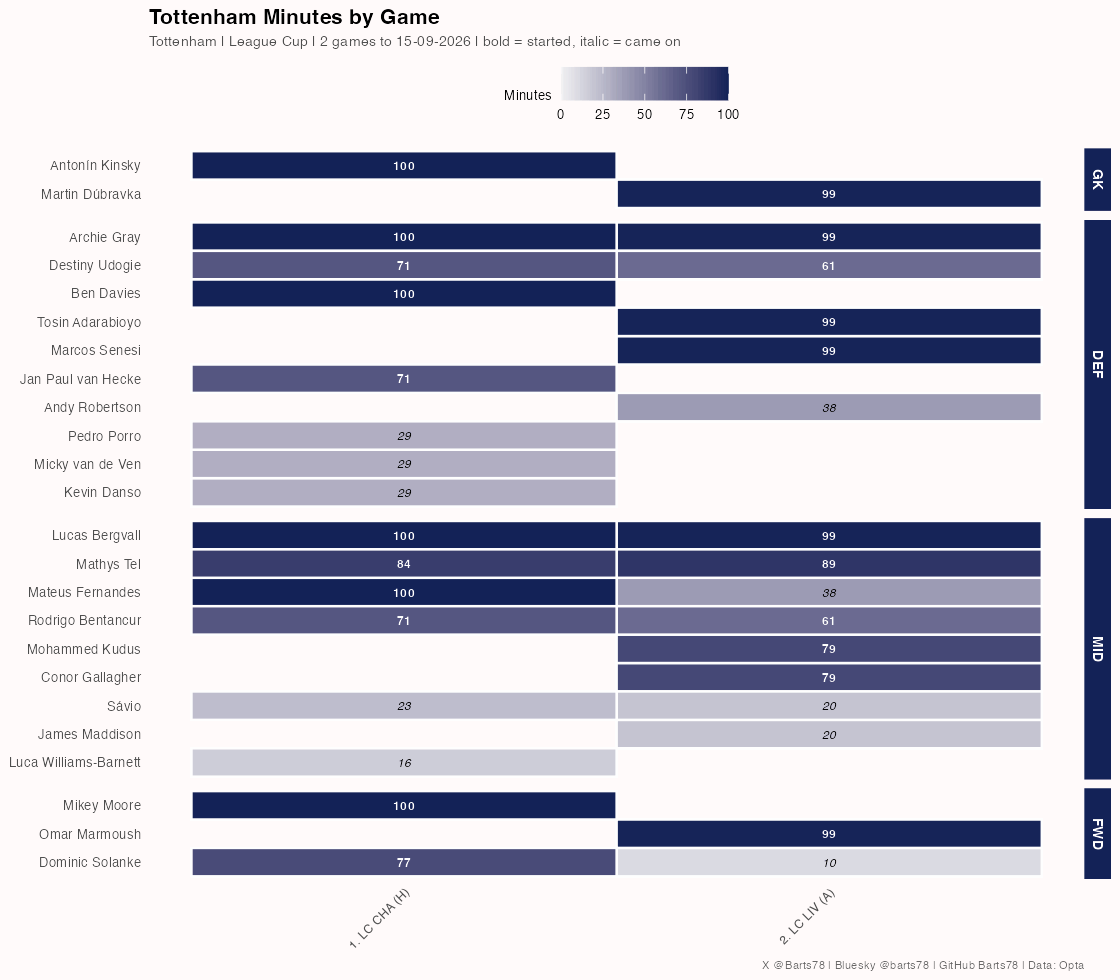 Tottenham Minutes by Game
Tottenham | League Cup | 2 games to 15-09-2026 | bold = started, italic = came on
Minutes
0 25 50 75 100
GK
Antonín Kinsky 100
Martin Dúbravka 99
DEF
Archie Gray 100 99
Destiny Udogie 71 61
Ben Davies 100
Tosin Adarabioyo 99
Marcos Senesi 99
Jan Paul van Hecke 71
Andy Robertson 38
Pedro Porro 29
Micky van de Ven 29
Kevin Danso 29
MID
Lucas Bergvall 100 99
Mathys Tel 84 89
Mateus Fernandes 100 38
Rodrigo Bentancur 71 61
Mohammed Kudus 79
Conor Gallagher 79
Sávio 23 20
James Maddison 20
Luca Williams-Barnett 16
FWD
Mikey Moore 100
Omar Marmoush 99
Dominic Solanke 77 10
1. LC CHA (H) 2. LC LIV (A)
X @Barts78 | Bluesky @barts78 | GitHub Barts78 | Data: Opta